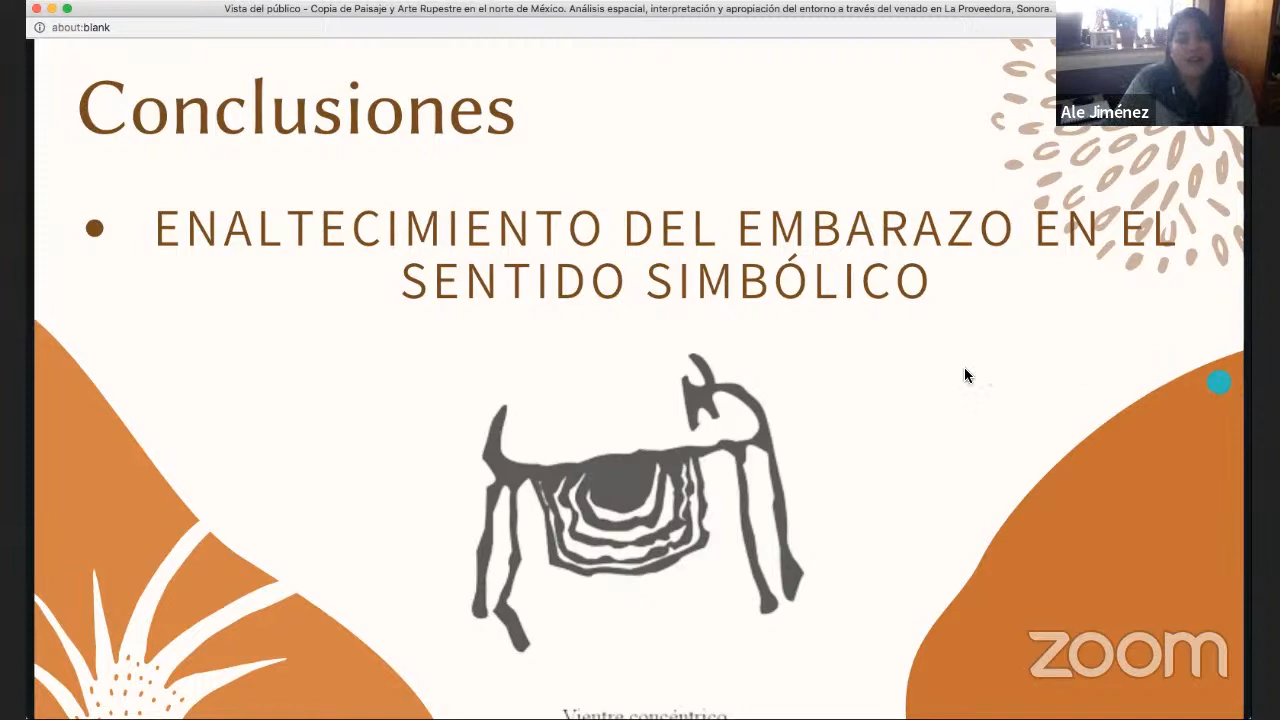 Vista del público - Copia de Paisaje y Arte Rupestre en el norte de México. Análisis espacial, interpretación y apropiación del entorno a través del venado en La Proveedora, Sonora.
about:blank
Ale Jiménez
Conclusiones
• ENALTECIMIENTO DEL EMBARAZO EN EL
SENTIDO SIMBÓLICO
zoom
Vientre concéntrico